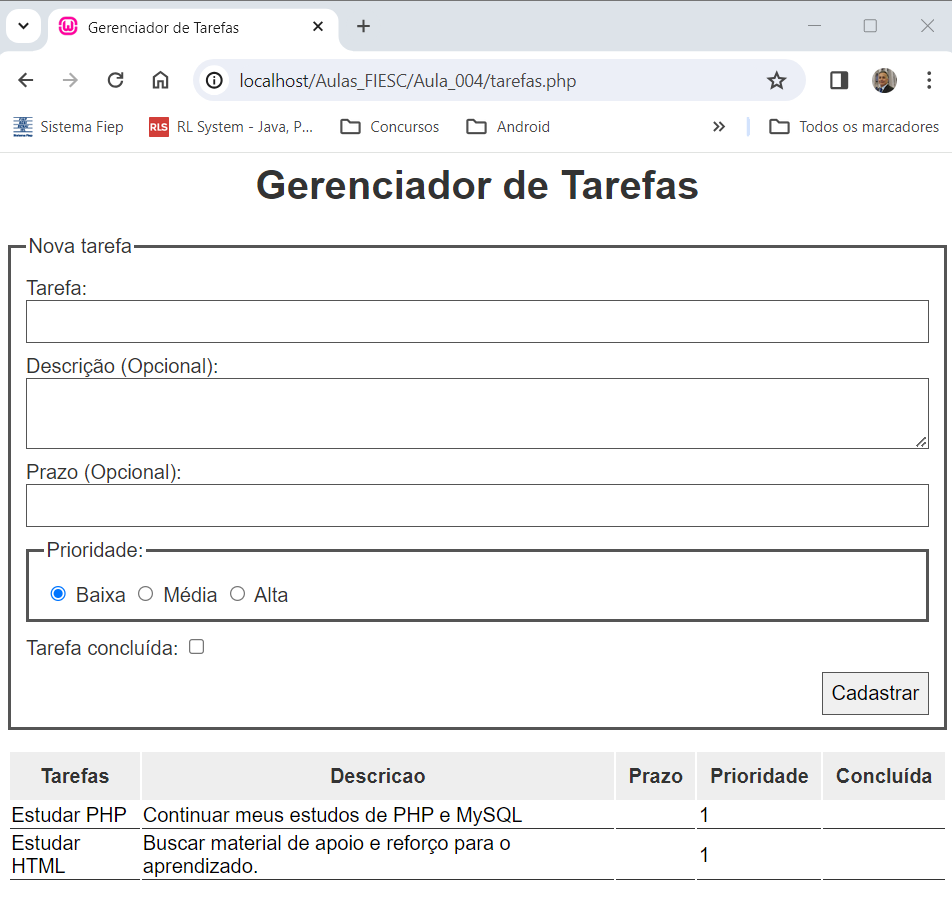 Gerenciador de Tarefas
localhost/Aulas_FIESC/Aula_004/tarefas.php
Sistema Fiep RLS RL System - Java, P... Concursos Android Todos os marcadores
Gerenciador de Tarefas
Nova tarefa
Tarefa:
Descrição (Opcional):
Prazo (Opcional):
Prioridade:
Baixa Média Alta
Tarefa concluída:
Cadastrar
Tarefas Descricao Prazo Prioridade Concluída
Estudar PHP Continuar meus estudos de PHP e MySQL 1
Estudar HTML Buscar material de apoio e reforço para o
aprendizado. 1